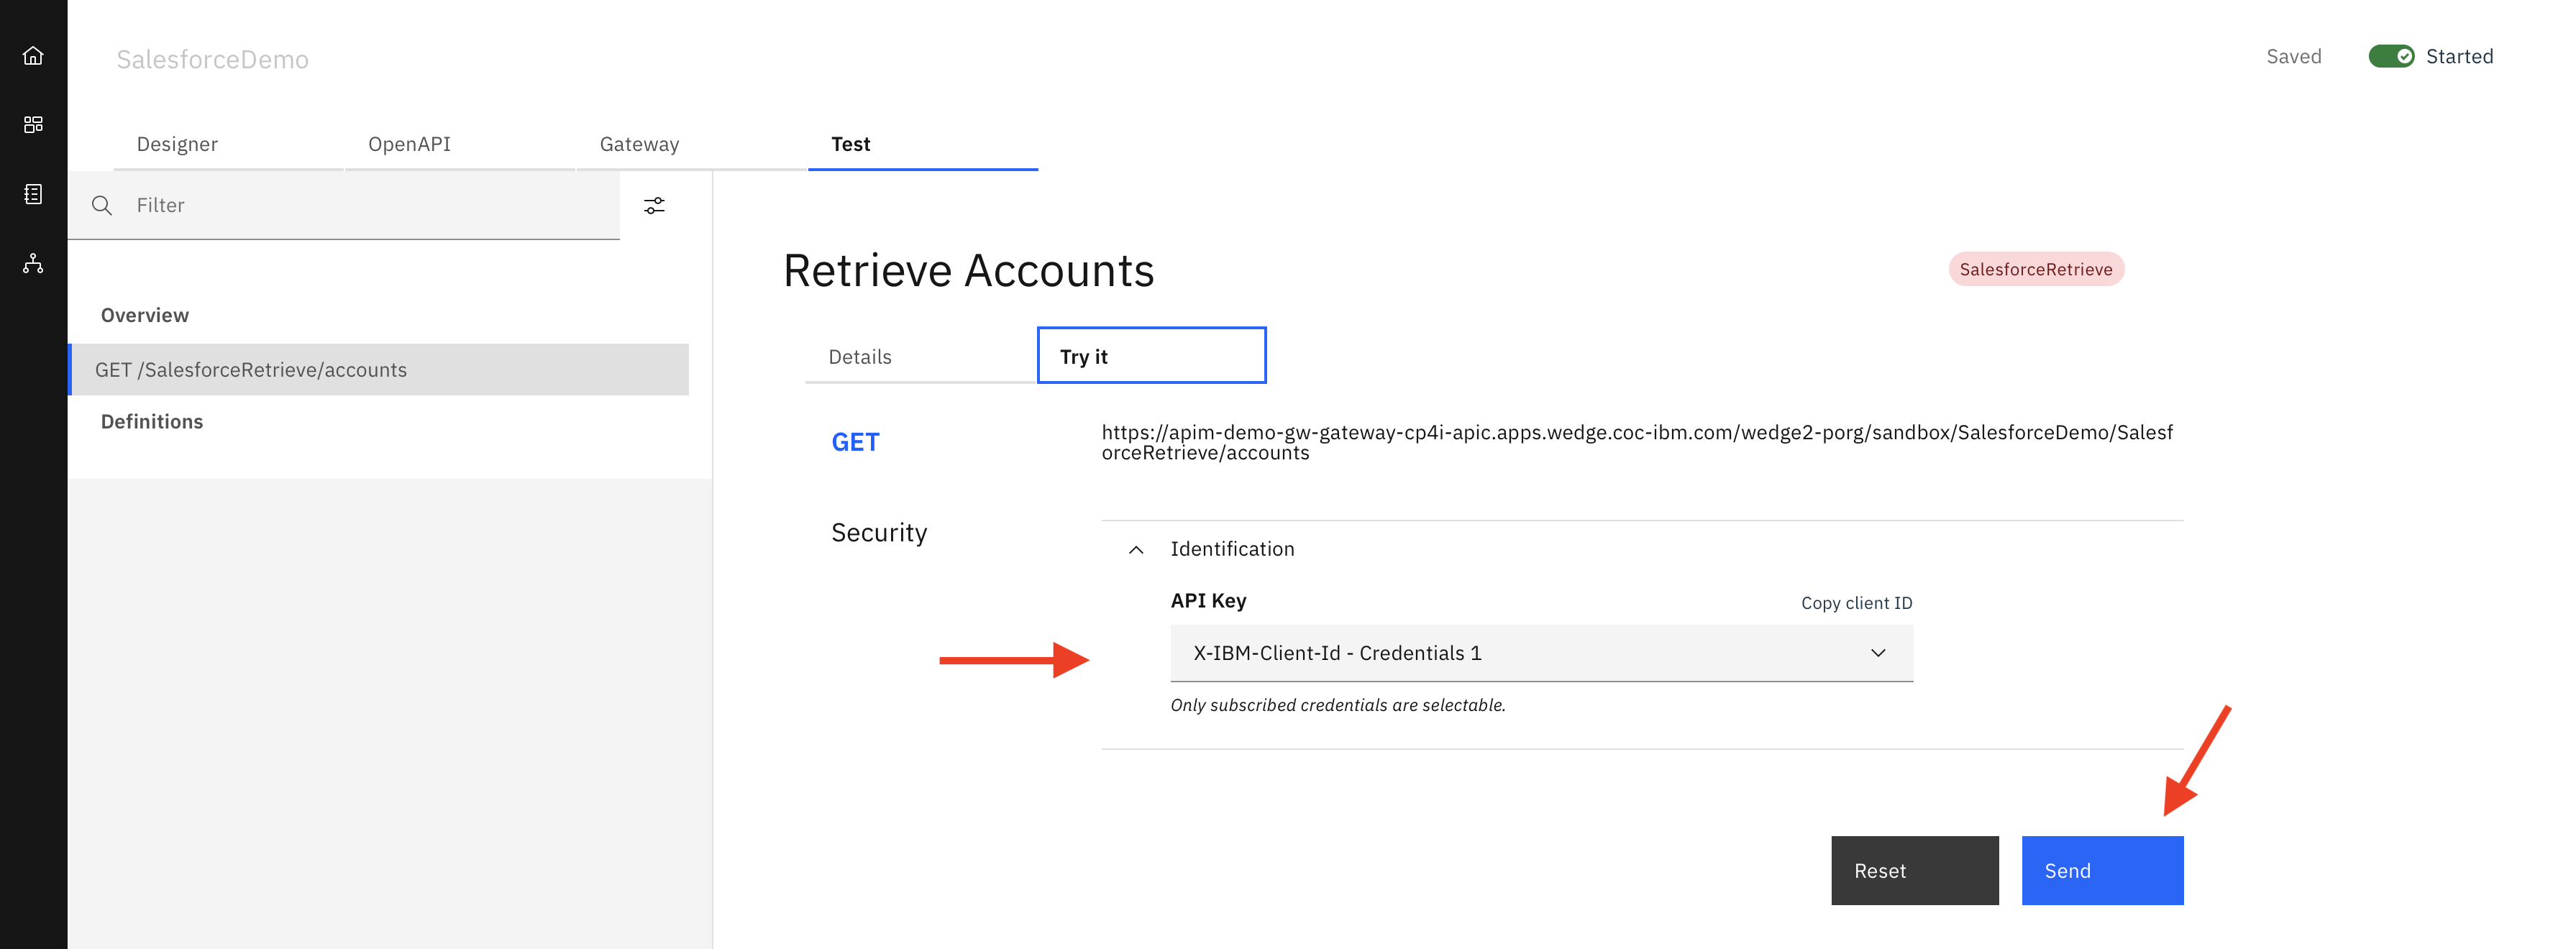 SalesforceDemo
Saved
Started
Designer
OpenAPI
Gateway
Test
Filter
Overview
GET /SalesforceRetrieve/accounts
Definitions
Retrieve Accounts
SalesforceRetrieve
Details
Try it
GET
https://apim-demo-gw-gateway-cp4i-apic.apps.wedge.coc-ibm.com/wedge2-porg/sandbox/SalesforceDemo/Salesf
orceRetrieve/accounts
Security
Identification
API Key
Copy client ID
X-IBM-Client-Id - Credentials 1
Only subscribed credentials are selectable.
Reset
Send